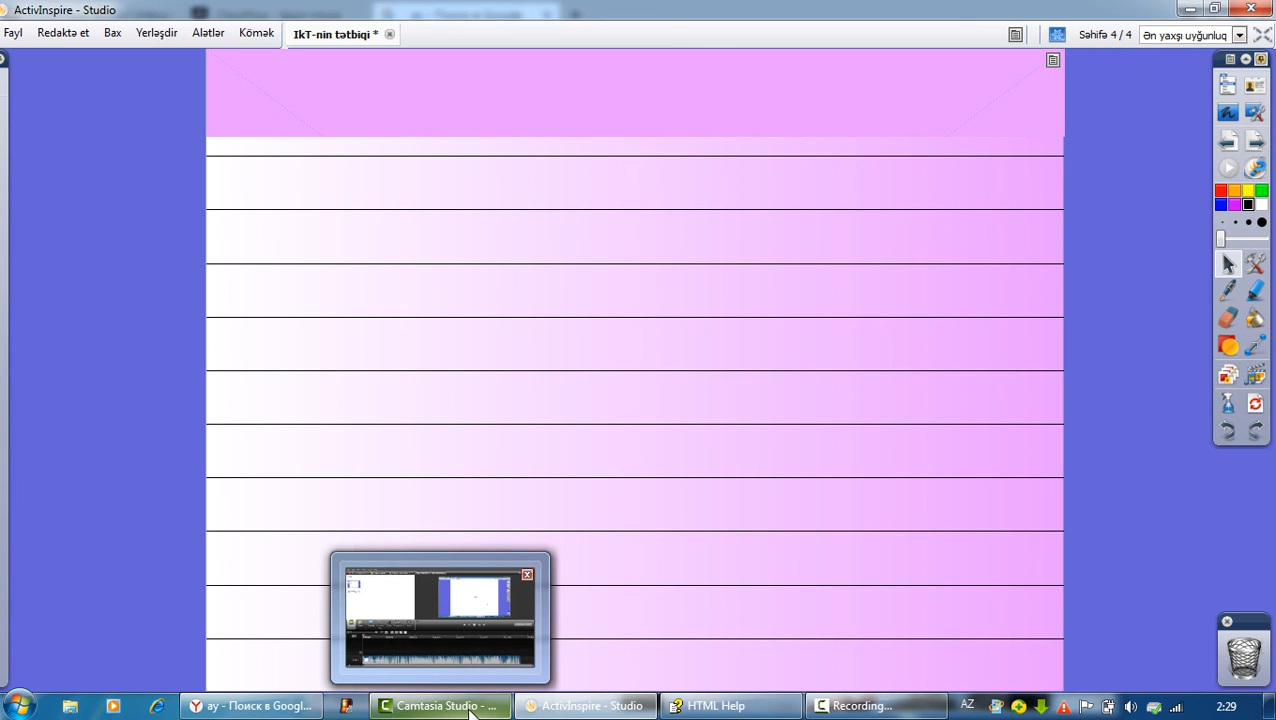 ActivInspire - Studio
Fayl Redaktə et Bax Yerləşdir Alətlər Kömək
IKT-nin tətbiqi *
Səhifə 4 / 4
Ən yaxşı uyğunluq
ay - Поиск в Googl...
Camtasia Studio - ...
ActivInspire - Studio
HTML Help
Recording...
AZ
2:29